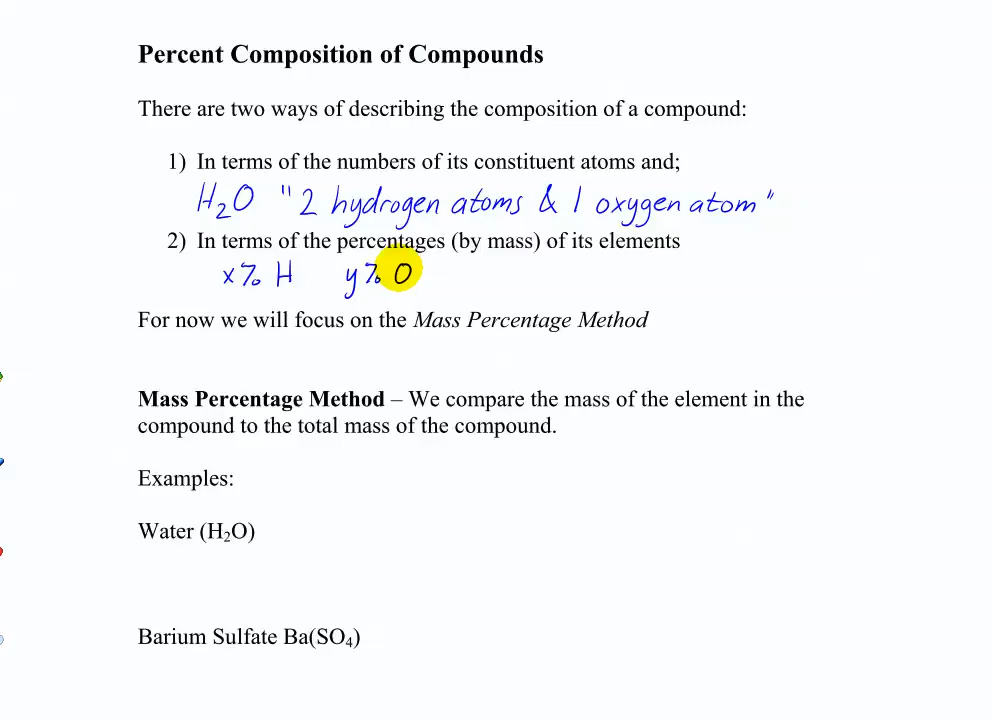 Percent Composition of Compounds
There are two ways of describing the composition of a compound:
1) In terms of the numbers of its constituent atoms and;
H₂O "2 hydrogen atoms & 1 oxygen atom"
2) In terms of the percentages (by mass) of its elements
x% H y% O
For now we will focus on the Mass Percentage Method
Mass Percentage Method – We compare the mass of the element in the
compound to the total mass of the compound.
Examples:
Water (H₂O)
Barium Sulfate Ba(SO₄)